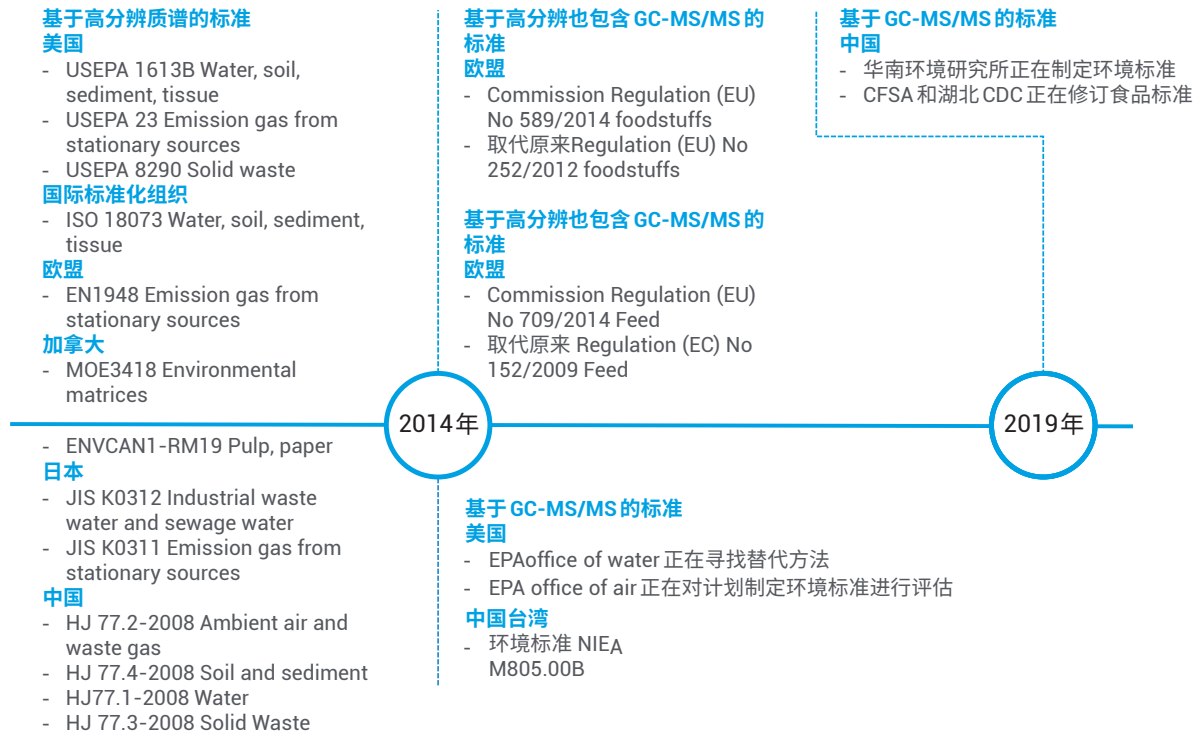 基于高分辨质谱的标准
美国
- USEPA 1613B Water, soil,
sediment, tissue
- USEPA 23 Emission gas from
stationary sources
- USEPA 8290 Solid waste
国际标准化组织
- ISO 18073 Water, soil, sediment,
tissue
欧盟
- EN1948 Emission gas from
stationary sources
加拿大
- MOE3418 Environmental
matrices
- ENVCAN1-RM19 Pulp, paper
日本
- JIS K0312 Industrial waste
water and sewage water
- JIS K0311 Emission gas from
stationary sources
中国
- HJ 77.2-2008 Ambient air and
waste gas
- HJ 77.4-2008 Soil and sediment
- HJ77.1-2008 Water
- HJ 77.3-2008 Solid Waste
2014年
基于高分辨也包含 GC-MS/MS 的
标准
欧盟
- Commission Regulation (EU)
No 589/2014 foodstuffs
- 取代原来Regulation (EU) No
252/2012 foodstuffs
基于高分辨也包含 GC-MS/MS 的
标准
欧盟
- Commission Regulation (EU)
No 709/2014 Feed
- 取代原来 Regulation (EC) No
152/2009 Feed
基于 GC-MS/MS 的标准
美国
- EPAoffice of water 正在寻找替代方法
- EPA office of air 正在对计划制定环境标准进行评估
中国台湾
- 环境标准 NIEA
M805.00B
2019年
基于 GC-MS/MS 的标准
中国
- 华南环境研究所正在制定环境标准
- CFSA 和湖北 CDC 正在修订食品标准